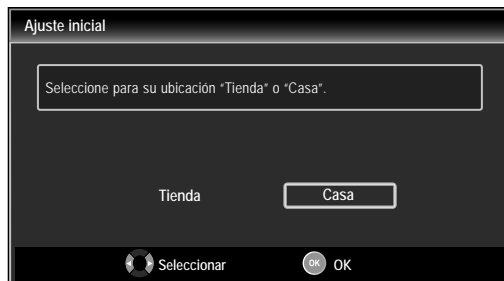 Ajuste inicial
Seleccione para su ubicación “Tienda” o “Casa”.
Tienda Casa
Seleccionar OK OK